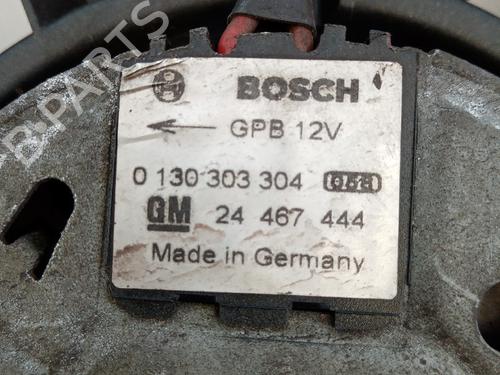 BOSCH
GPB 12V
0 130 303 304
GM 24 467 444
Made in Germany
B-PARTS